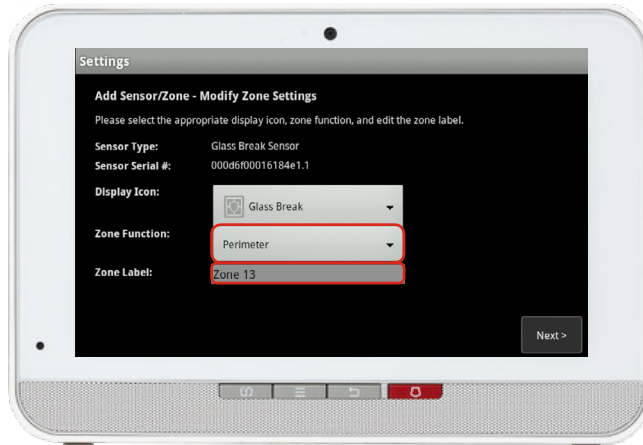 Settings
Add Sensor/Zone - Modify Zone Settings
Please select the appropriate display icon, zone function, and edit the zone label.
Sensor Type: Glass Break Sensor
Sensor Serial #: 000d6f00016184e1.1
Display Icon: Glass Break
Zone Function: Perimeter
Zone Label: Zone 13
Next >